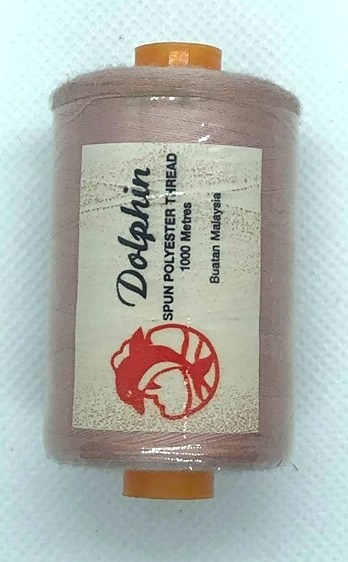 Dolphin
SPUN POLYESTER THREAD
1000 Metres
Buatan Malaysia